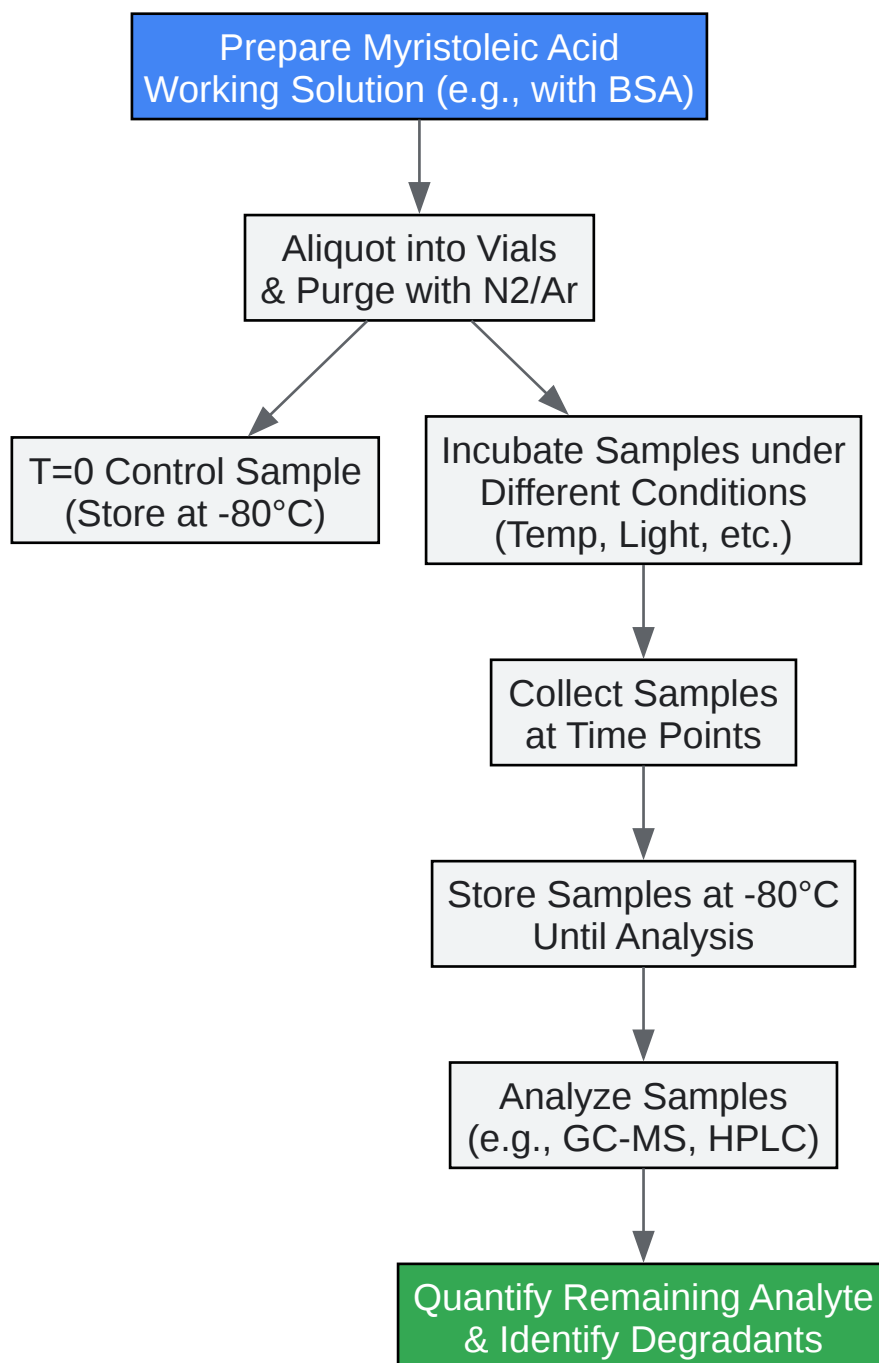 Prepare Myristoleic Acid
Working Solution (e.g., with BSA)
Aliquot into Vials
& Purge with N2/Ar
T=0 Control Sample
(Store at -80°C)
Incubate Samples under
Different Conditions
(Temp, Light, etc.)
Collect Samples
at Time Points
Store Samples at -80°C
Until Analysis
Analyze Samples
(e.g., GC-MS, HPLC)
Quantify Remaining Analyte
& Identify Degradants